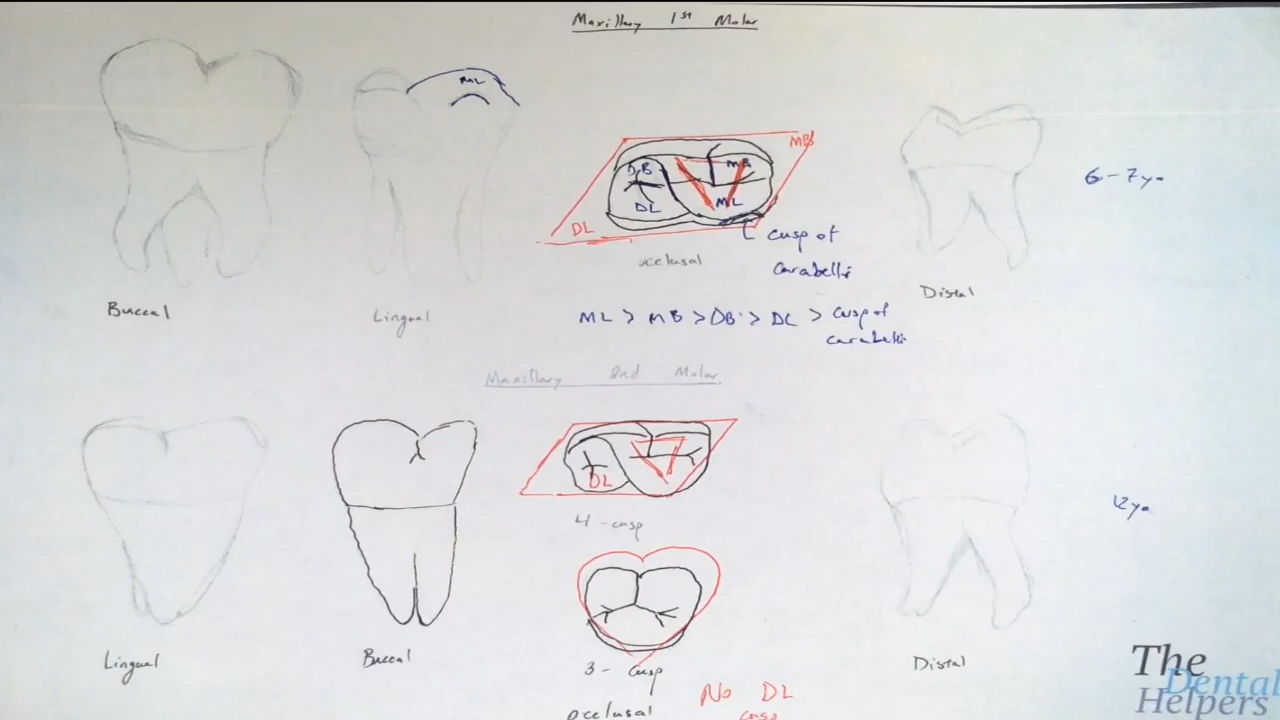 Maxillary 1st Molar
ML
MB
DB
MB
DL
ML
DL
6-7yo
cusp of
carabelli
occlusal
Buccal
Lingual
Distal
ML > MB > DB > DL > cusp of
carabelli
Maxillary 2nd Molar
DL
4-cusp
12yo
Lingual
Buccal
3-cusp
Distal
occlusal
No DL
cusp
The
Dental
Helpers